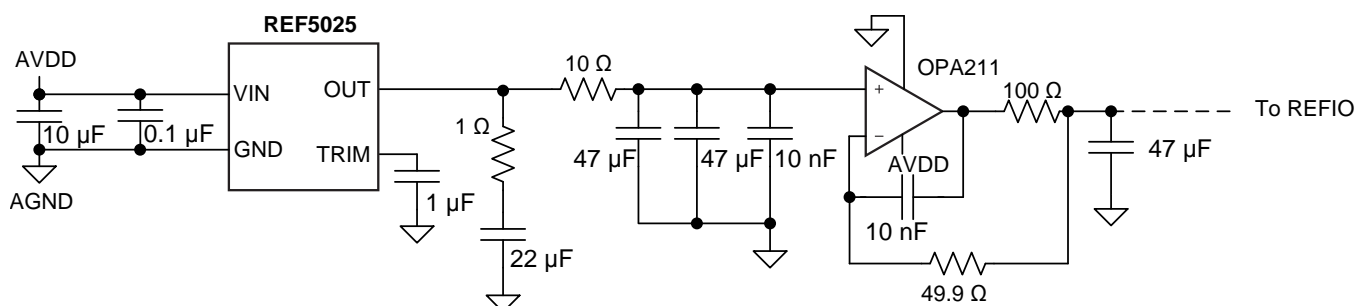 REF5025
AVDD
VIN
OUT
GND
TRIM
10 µF
0.1 µF
AGND
1 µF
1 Ω
22 µF
10 Ω
47 µF
47 µF
10 nF
OPA211
+
−
AVDD
10 nF
49.9 Ω
100 Ω
47 µF
To REFIO